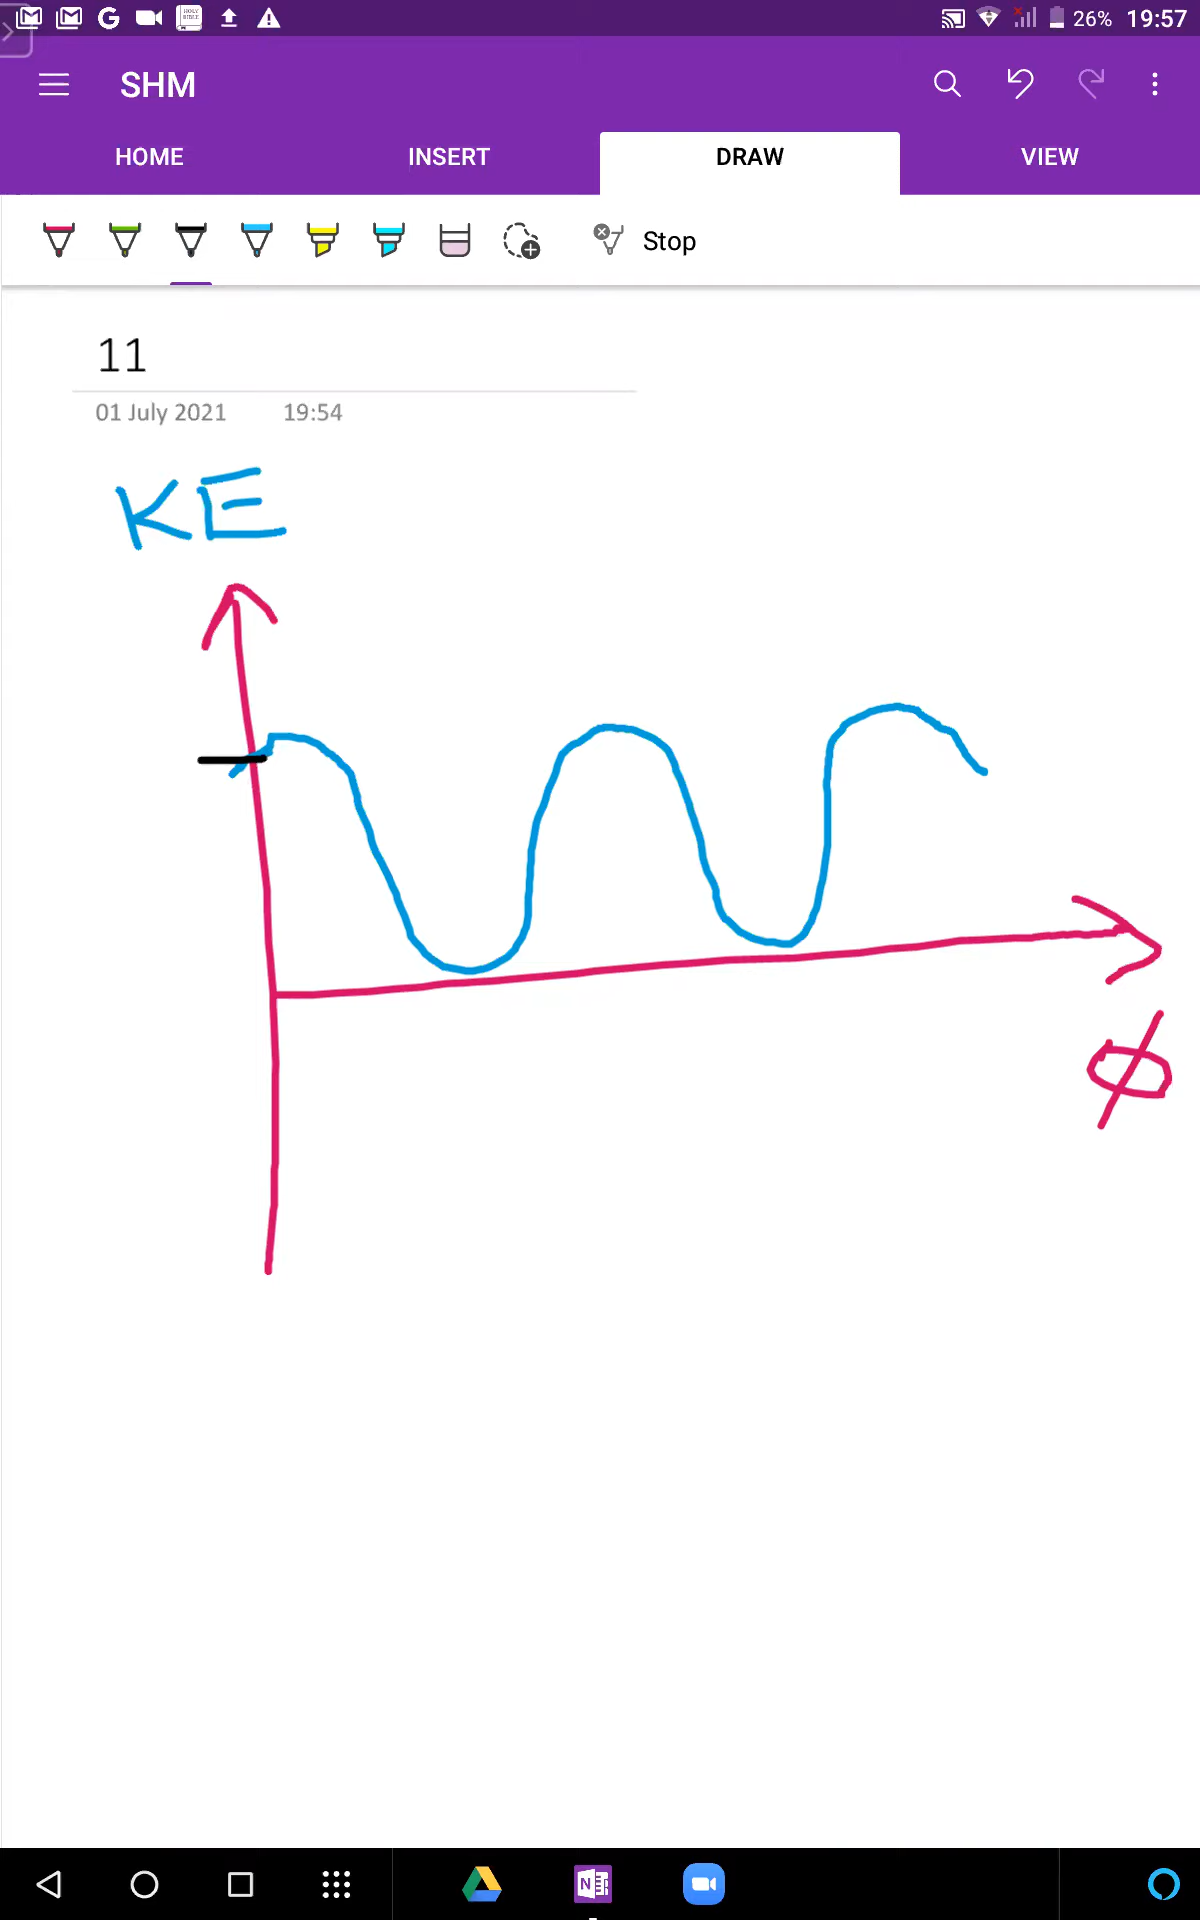 26% 19:57
SHM
HOME INSERT DRAW VIEW
Stop
11
01 July 2021 19:54
KE
ϕ